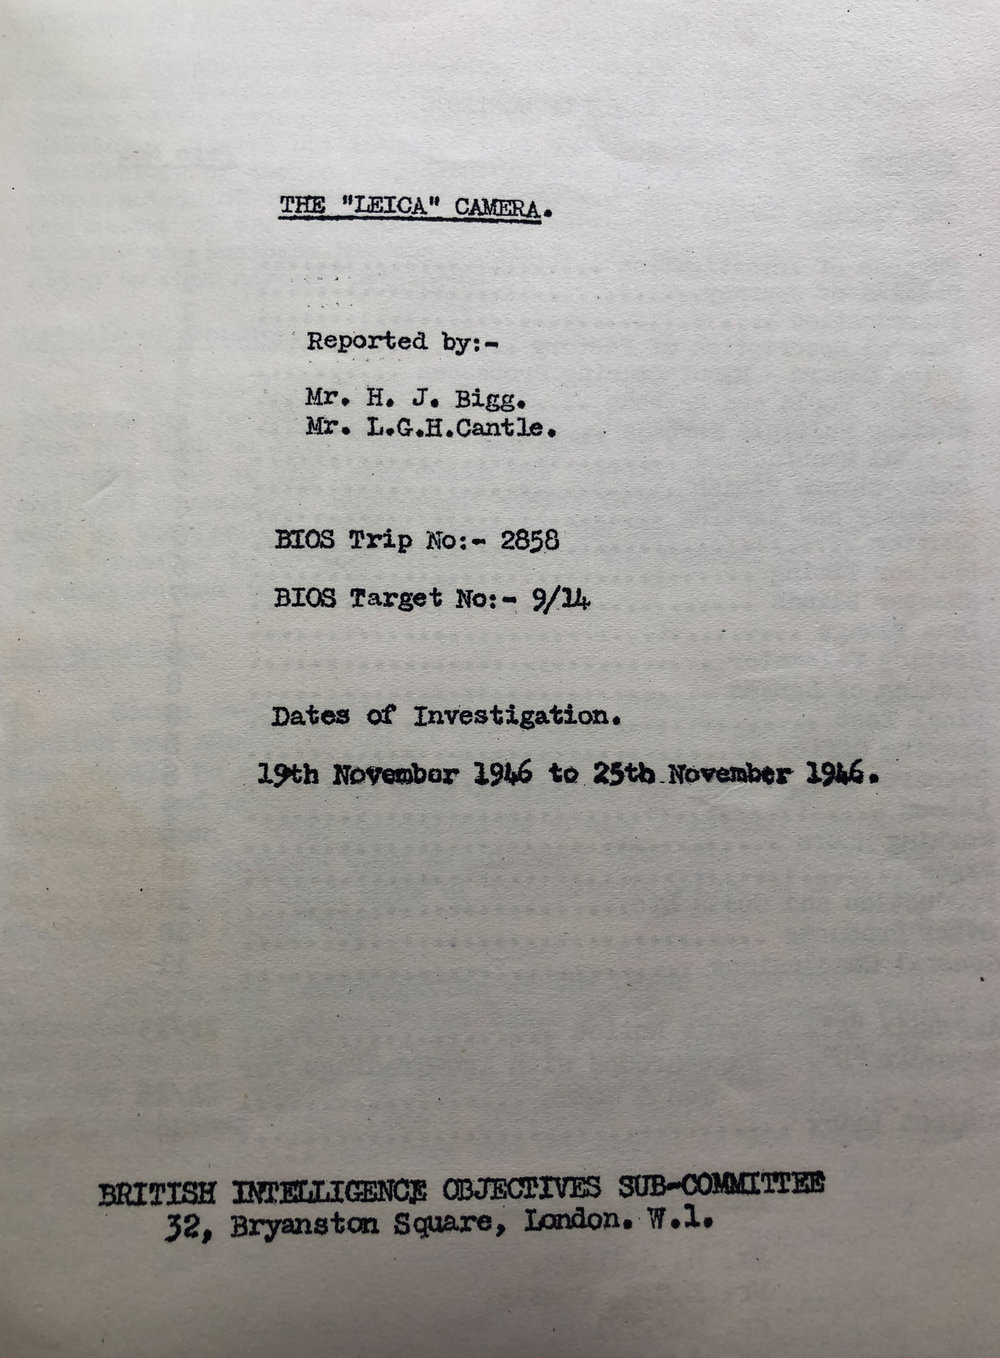 THE "LEICA" CAMERA.
Reported by:-
Mr. H. J. Bigg.
Mr. L.G.H.Cantle.
BIOS Trip No:- 2858
BIOS Target No:- 9/14
Dates of Investigation.
19th November 1946 to 25th November 1946.
BRITISH INTELLIGENCE OBJECTIVES SUB-COMMITTEE
32, Bryanston Square, London. W.1.